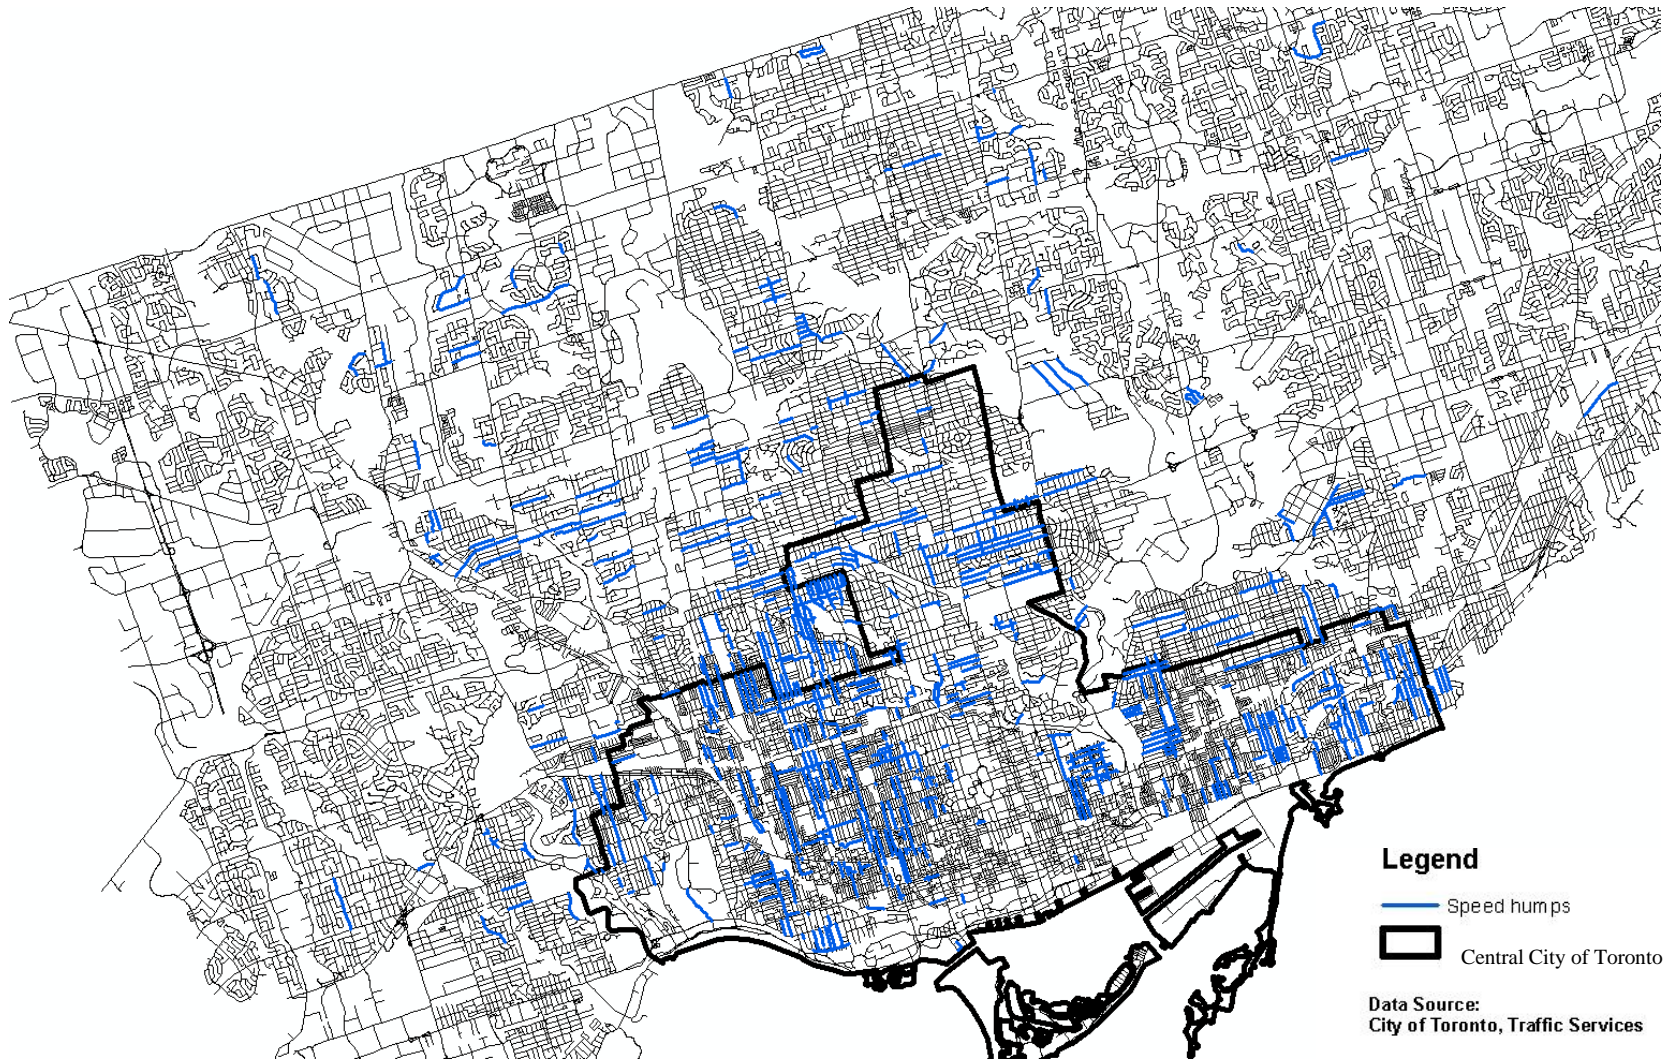 Legend
Speed humps
Central City of Toronto
Data Source:
City of Toronto, Traffic Services